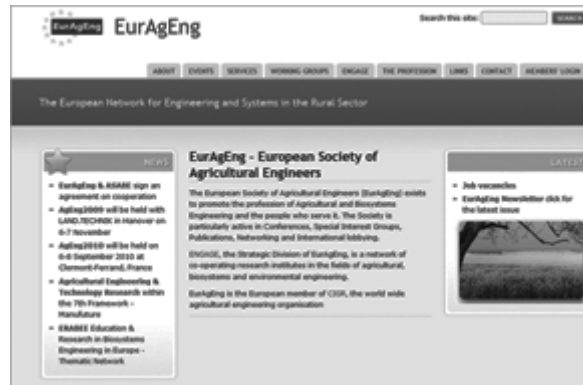 EurAgEng EurAgEng
Search this site: SEARCH
ABOUT EVENTS SERVICES WORKING GROUPS ENGAGE THE PROFESSION LINKS CONTACT MEMBERS' LOGIN
The European Network for Engineering and Systems in the Rural Sector
NEWS
EurAgEng & ASABE sign an
agreement on cooperation
AgEng2009 will be held with
LAND.TECHNIK in Hanover on
6-7 November
AgEng2010 will be held on
6-8 September 2010 at
Clermont-Ferrand, France
Agricultural Engineering &
Technology Research within
the 7th Framework -
Manufuture
ERABEE Education &
Research in Biosystems
Engineering in Europe -
Thematic Network
EurAgEng - European Society of
Agricultural Engineers
The European Society of Agricultural Engineers (EurAgEng) exists
to promote the profession of Agricultural and Biosystems
Engineering and the people who serve it. The Society is
particularly active in Conferences, Special Interest Groups,
Publications, Networking and International lobbying.
ENGAGE, the Strategic Division of EurAgEng, is a network of
co-operating research institutes in the fields of agricultural,
biosystems and environmental engineering.
EurAgEng is the European member of CIGR, the world wide
agricultural engineering organisation
LATEST
Job vacancies
EurAgEng Newsletter click for
the latest issue